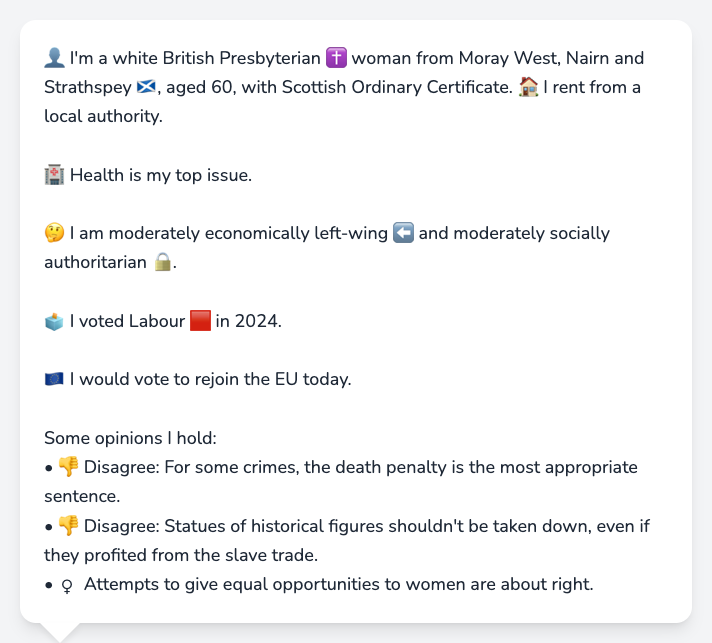 👤 I'm a white British Presbyterian ✝️ woman from Moray West, Nairn and
Strathspey 🏴󠁧󠁢󠁳󠁣󠁴󠁿, aged 60, with Scottish Ordinary Certificate. 🏠 I rent from a
local authority.
🏥 Health is my top issue.
🤔 I am moderately economically left-wing ⬅️ and moderately socially
authoritarian 🔒.
🗳️ I voted Labour 🟥 in 2024.
🇪🇺 I would vote to rejoin the EU today.
Some opinions I hold:
• 👎 Disagree: For some crimes, the death penalty is the most appropriate
sentence.
• 👎 Disagree: Statues of historical figures shouldn't be taken down, even if
they profited from the slave trade.
• ♀ Attempts to give equal opportunities to women are about right.